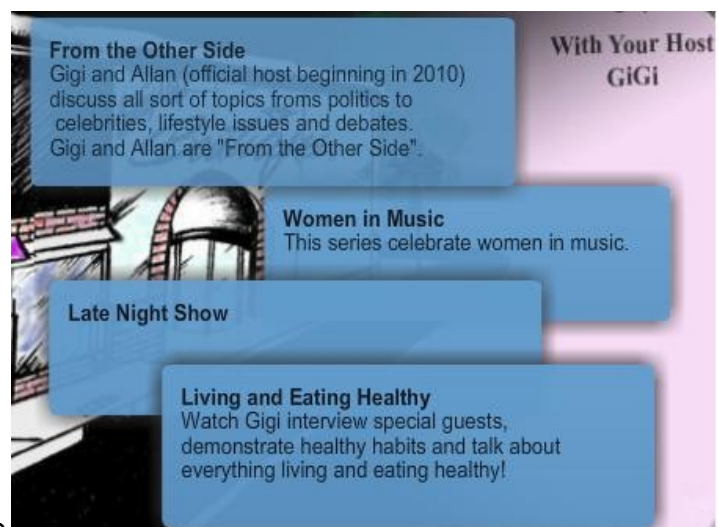 With Your Host
GiGi
From the Other Side
Gigi and Allan (official host beginning in 2010)
discuss all sort of topics froms politics to
celebrities, lifestyle issues and debates.
Gigi and Allan are "From the Other Side".
Women in Music
This series celebrate women in music.
Late Night Show
Living and Eating Healthy
Watch Gigi interview special guests,
demonstrate healthy habits and talk about
everything living and eating healthy!